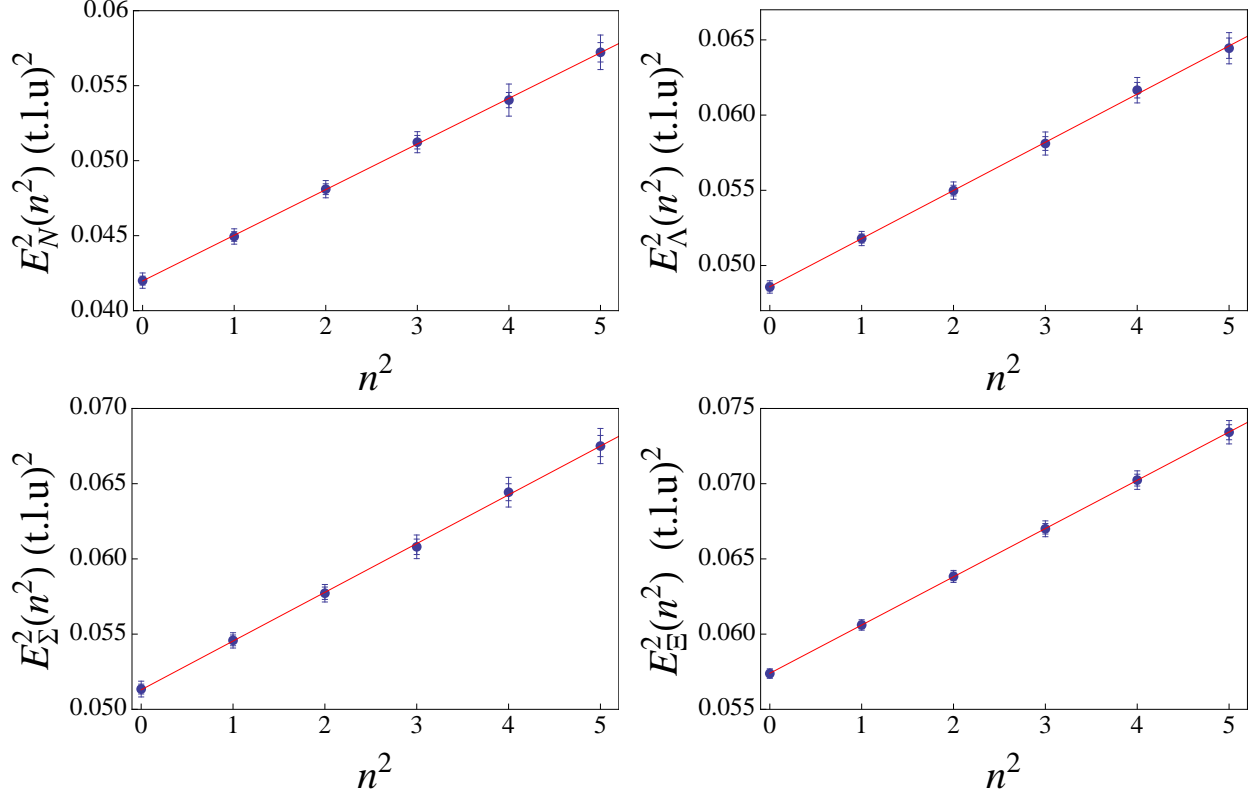 0.06
0.055
0.050
0.045
0.040
E_N^2(n^2) (t.l.u)^2
0 1 2 3 4 5
n^2
0.065
0.060
0.055
0.050
E_Λ^2(n^2) (t.l.u)^2
0 1 2 3 4 5
n^2
0.070
0.065
0.060
0.055
0.050
E_Σ^2(n^2) (t.l.u)^2
0 1 2 3 4 5
n^2
0.075
0.070
0.065
0.060
0.055
E_Ξ^2(n^2) (t.l.u)^2
0 1 2 3 4 5
n^2